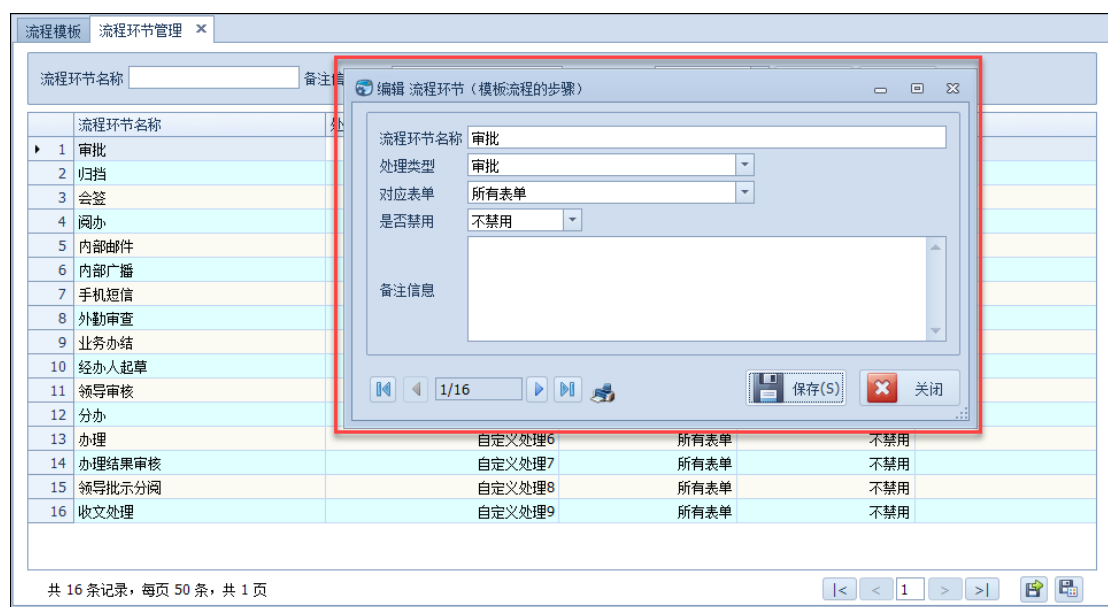 流程模板 流程环节管理
流程环节名称 备注信
编辑 流程环节（模板流程的步骤）
流程环节名称 审批
处理类型 审批
对应表单 所有表单
是否禁用 不禁用
备注信息
1/16 保存(S) 关闭
流程环节名称
1 审批
2 归档
3 会签
4 阅办
5 内部邮件
6 内部广播
7 手机短信
8 外勤审查
9 业务办结
10 经办人起草
11 领导审核
12 分办
13 办理 自定义处理6 所有表单 不禁用
14 办理结果审核 自定义处理7 所有表单 不禁用
15 领导批示分阅 自定义处理8 所有表单 不禁用
16 收文处理 自定义处理9 所有表单 不禁用
共 16 条记录，每页 50 条，共 1 页 |< < 1 > >|